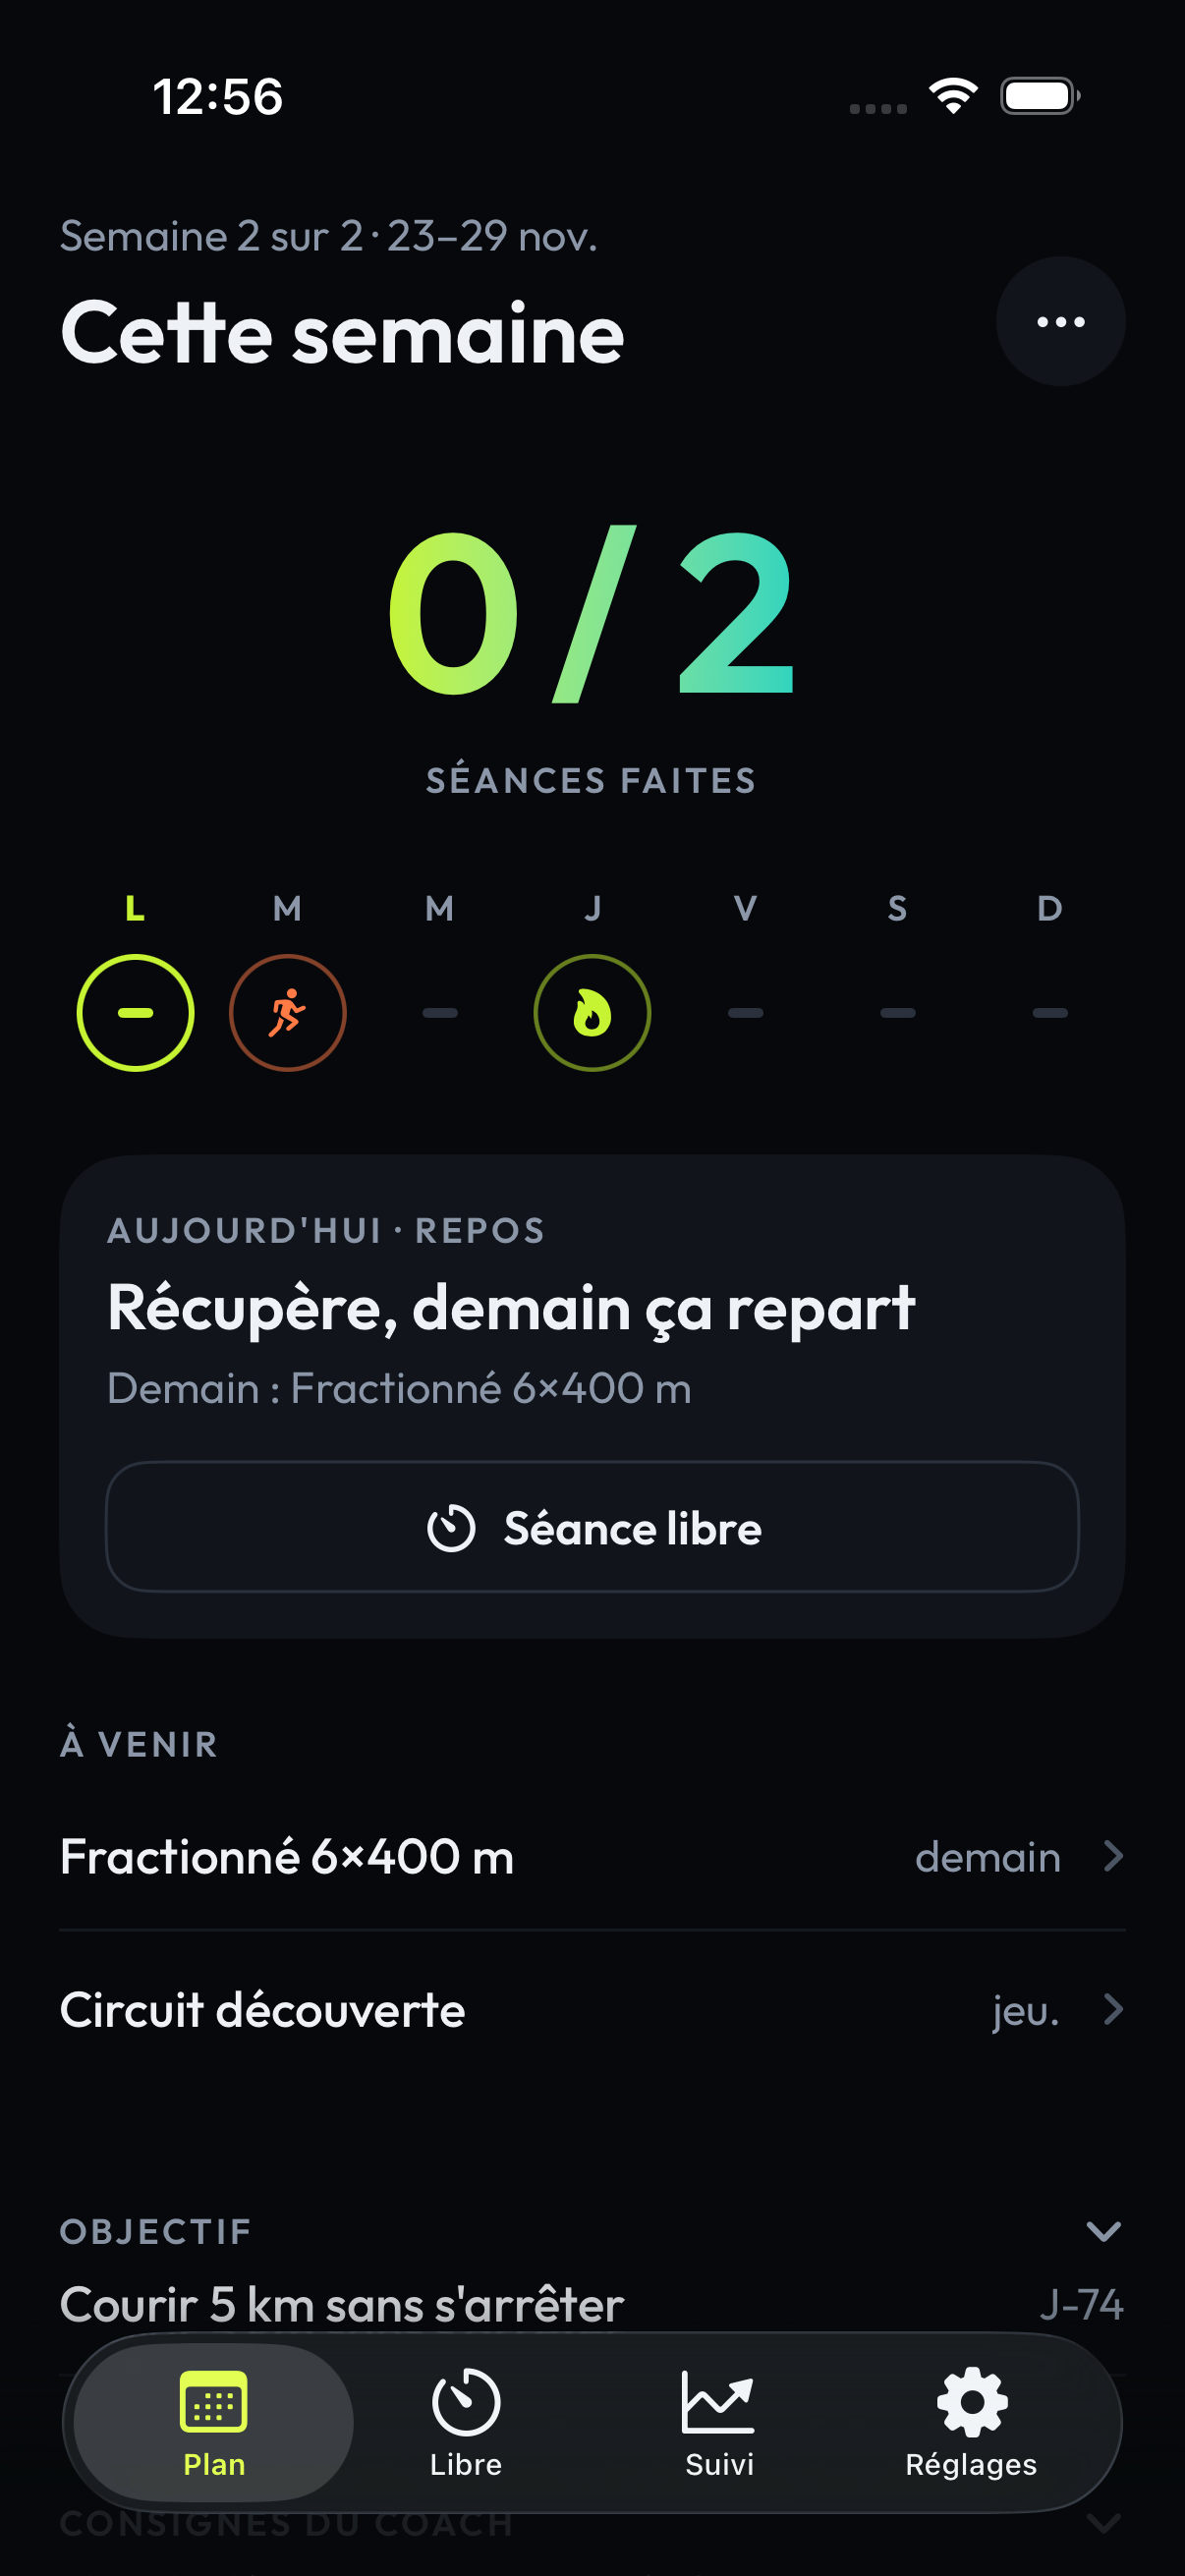 12:56
Semaine 2 sur 2 · 23–29 nov.
Cette semaine
0/2
SÉANCES FAITES
L M M J V S D
AUJOURD'HUI · REPOS
Récupère, demain ça repart
Demain : Fractionné 6×400 m
Séance libre
À VENIR
Fractionné 6×400 m demain
Circuit découverte jeu.
OBJECTIF
Courir 5 km sans s'arrêter J-74
Plan Libre Suivi Réglages
CONSIGNES DU COACH